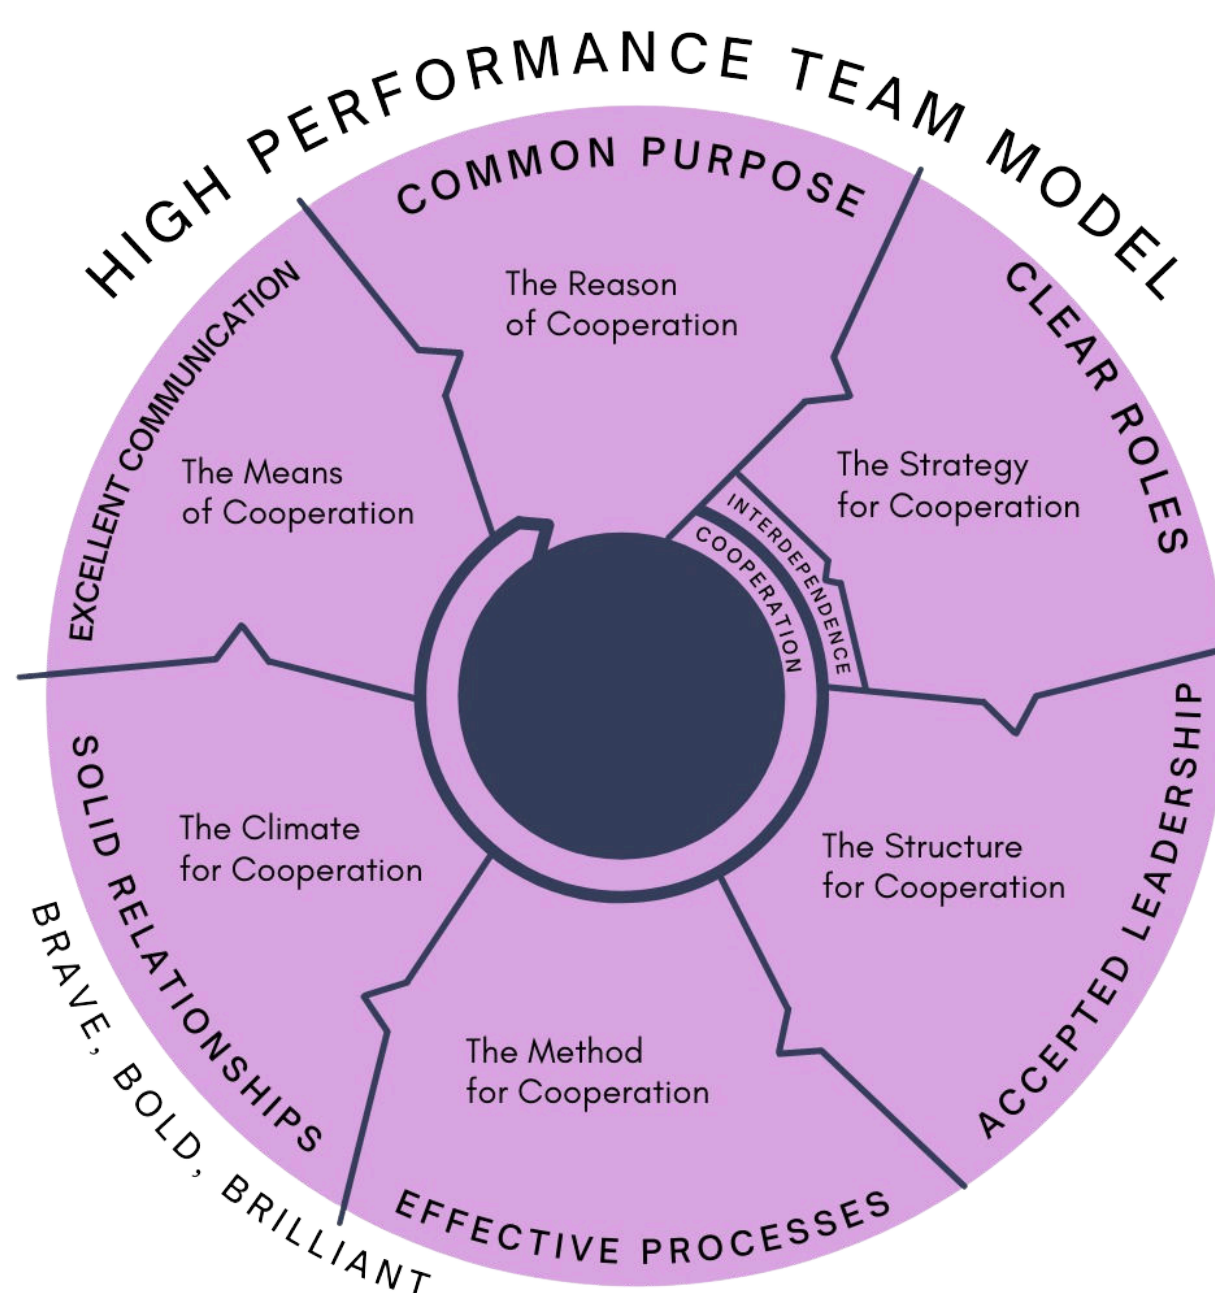 HIGH PERFORMANCE TEAM MODEL
COMMON PURPOSE
The Reason
of Cooperation
CLEAR ROLES
The Strategy
for Cooperation
INTERDEPENDENCE
COOPERATION
ACCEPTED LEADERSHIP
The Structure
for Cooperation
EFFECTIVE PROCESSES
The Method
for Cooperation
SOLID RELATIONSHIPS
The Climate
for Cooperation
EXCELLENT COMMUNICATION
The Means
of Cooperation
BRAVE, BOLD, BRILLIANT